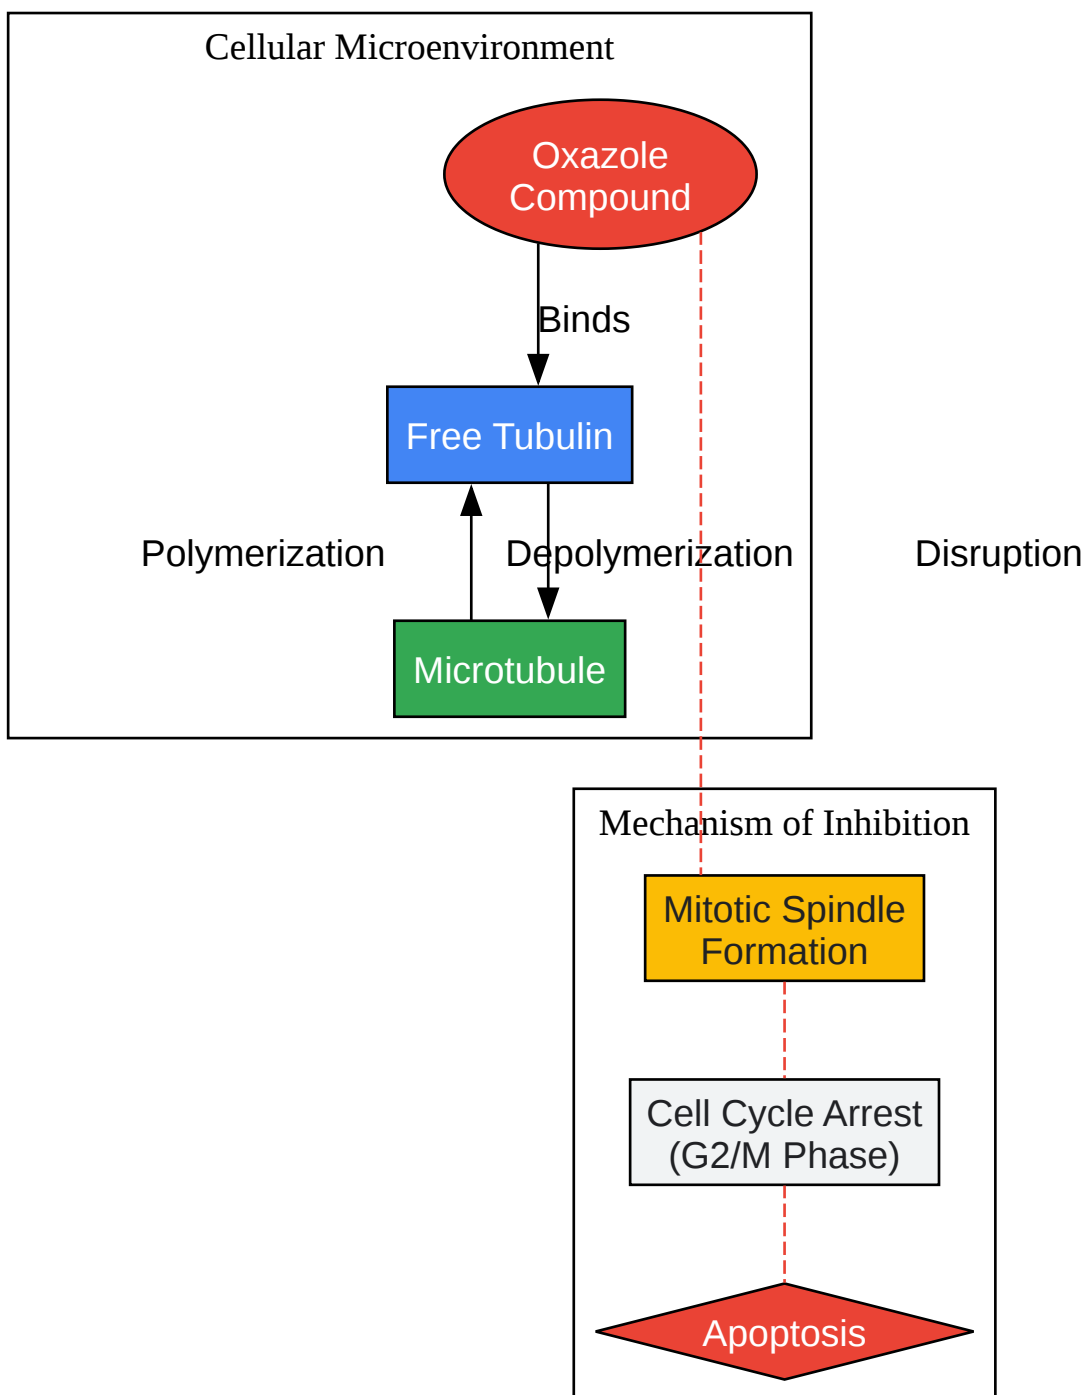 Cellular Microenvironment
Oxazole
Compound
Binds
Free Tubulin
Polymerization
Depolymerization
Disruption
Microtubule
Mechanism of Inhibition
Mitotic Spindle
Formation
Cell Cycle Arrest
(G2/M Phase)
Apoptosis